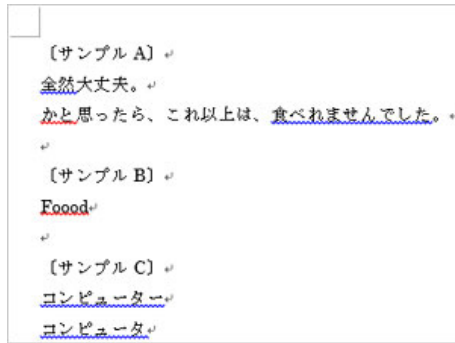 〔サンプル A〕
全然大丈夫。
かと思ったら、これ以上は、食べれませんでした。
〔サンプル B〕
Foood
〔サンプル C〕
コンピューター
コンピュータ